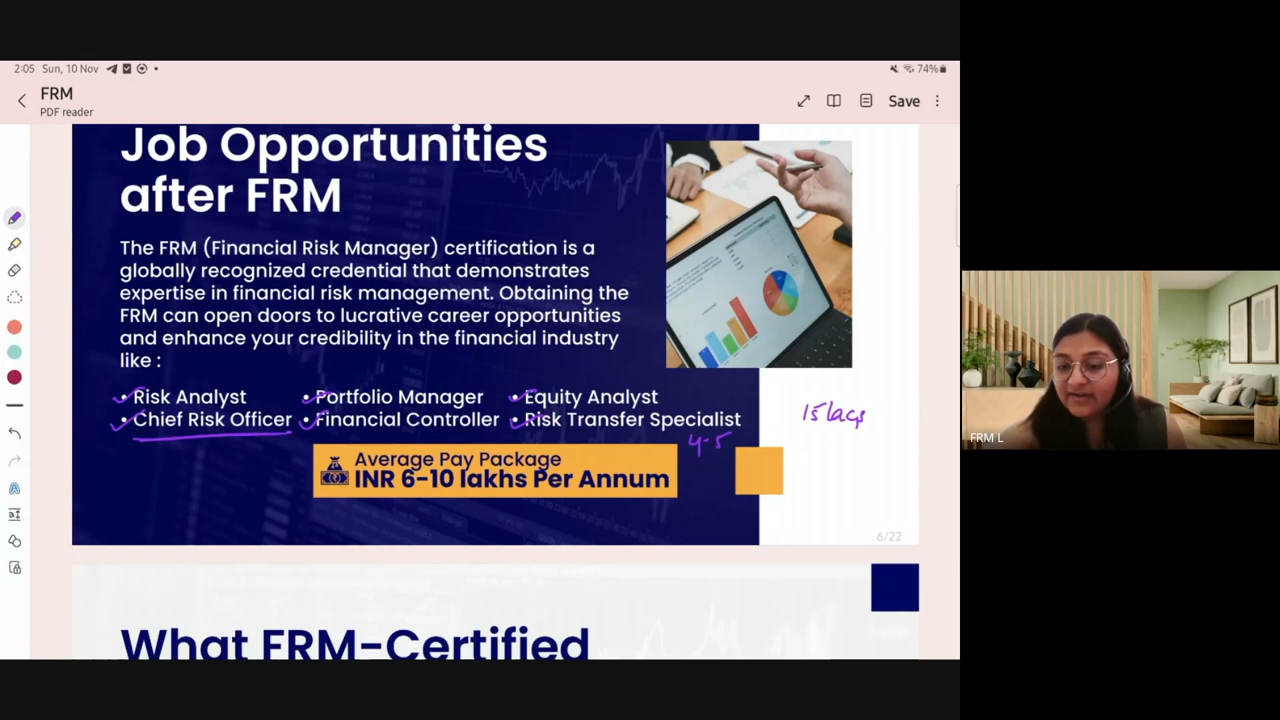 2:05 Sun, 10 Nov
74%
FRM
PDF reader
Save
Job Opportunities
after FRM
The FRM (Financial Risk Manager) certification is a
globally recognized credential that demonstrates
expertise in financial risk management. Obtaining the
FRM can open doors to lucrative career opportunities
and enhance your credibility in the financial industry
like :
• Risk Analyst • Portfolio Manager • Equity Analyst
• Chief Risk Officer • Financial Controller • Risk Transfer Specialist
15 lacs
4-5
Average Pay Package
INR 6-10 lakhs Per Annum
6/22
What FRM-Certified
FRM L